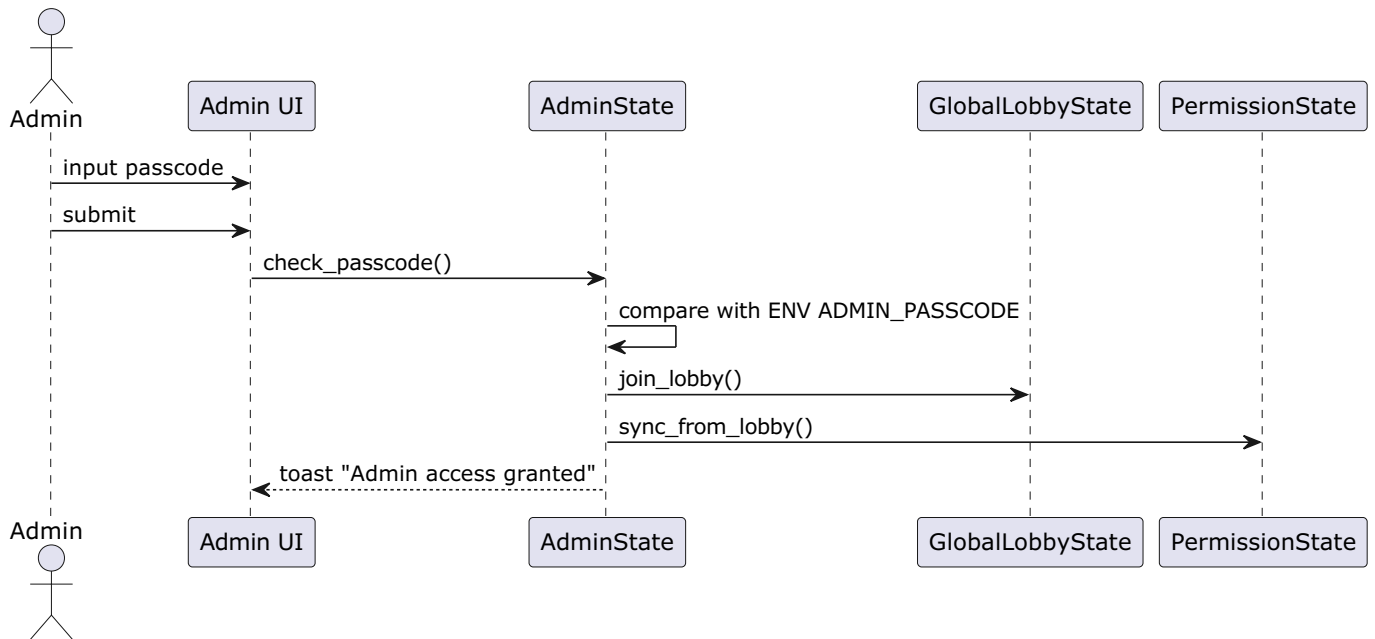 Admin
Admin UI
AdminState
GlobalLobbyState
PermissionState
input passcode
submit
check_passcode()
compare with ENV ADMIN_PASSCODE
join_lobby()
sync_from_lobby()
toast "Admin access granted"
Admin
Admin UI
AdminState
GlobalLobbyState
PermissionState